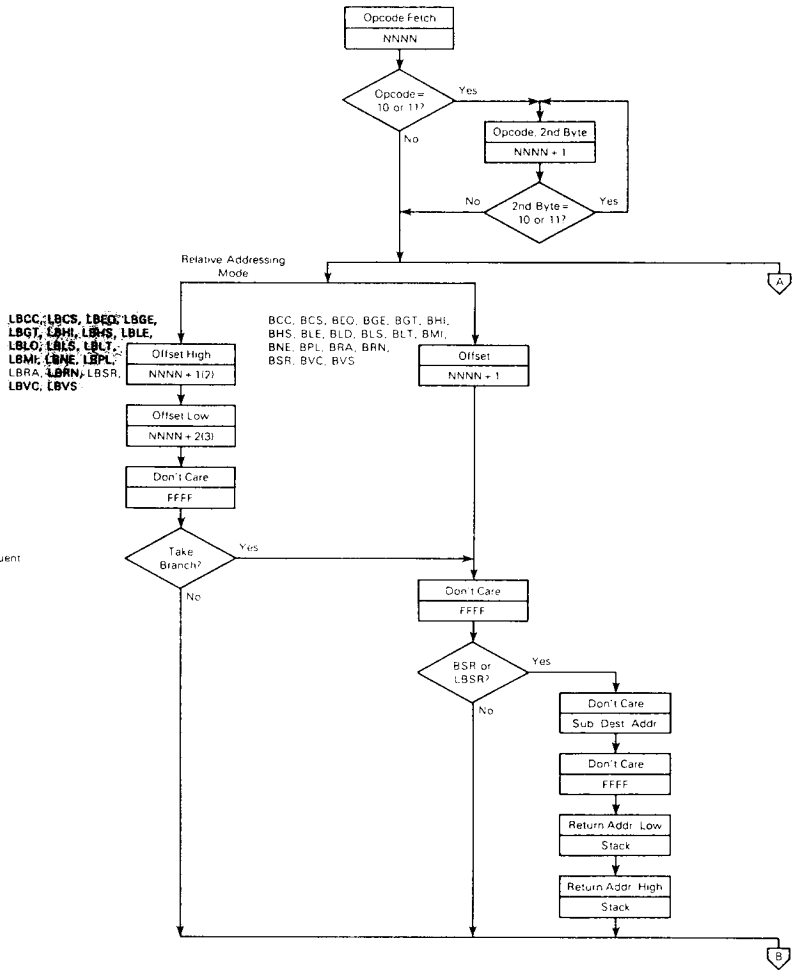 Opcode Fetch
NNNN
Opcode =
10 or 11?
Yes
No
Opcode, 2nd Byte
NNNN + 1
2nd Byte =
10 or 11?
No
Yes
A
Relative Addressing
Mode
LBCC, LBCS, LBEQ, LBGE,
LBGT, LBHI, LBHS, LBLE,
LBLO, LBLS, LBLT,
LBMI, LBNE, LBPL,
LBRA, LBRN, LBSR,
LBVC, LBVS
BCC, BCS, BEQ, BGE, BGT, BHI,
BHS, BLE, BLO, BLS, BLT, BMI,
BNE, BPL, BRA, BRN,
BSR, BVC, BVS
Offset High
NNNN + 1(2)
Offset
NNNN + 1
Offset Low
NNNN + 2(3)
Don't Care
FFFF
Take
Branch?
Yes
No
uent
Don't Care
FFFF
BSR or
LBSR?
Yes
No
Don't Care
Sub Dest Addr
Don't Care
FFFF
Return Addr Low
Stack
Return Addr High
Stack
B